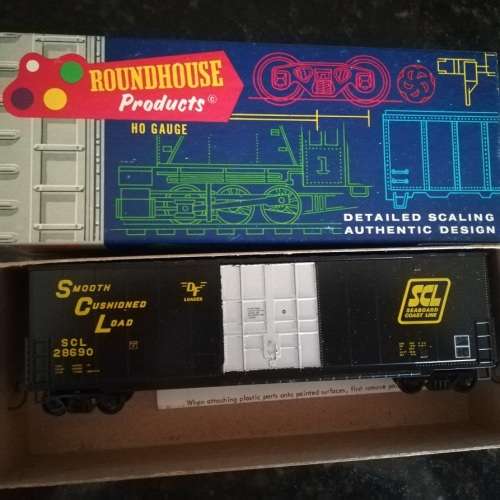 ROUNDHOUSE
Products©
HO GAUGE
1
DETAILED SCALING
AUTHENTIC DESIGN
SMOOTH
CUSHIONED
LOAD
DF
LOADER
SCL
28690
SCL
SEABOARD
COAST LINE
When attaching plastic parts onto painted surfaces, first remove